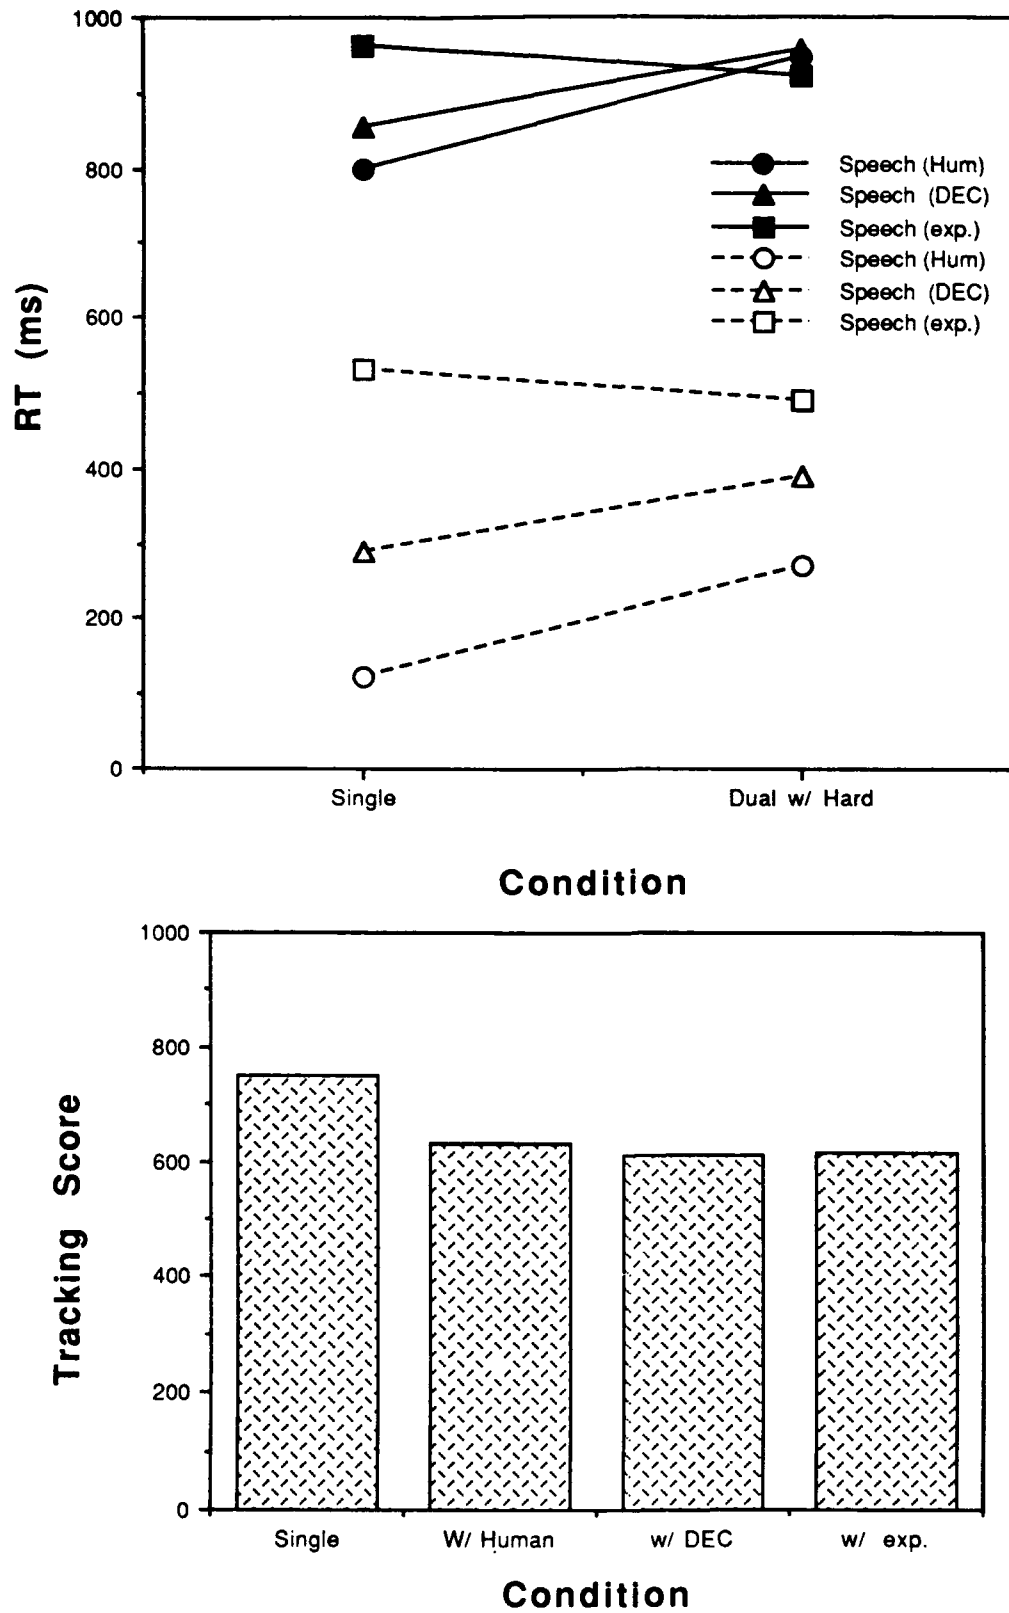 1000
800
600
400
200
0
RT (ms)
Speech (Hum)
Speech (DEC)
Speech (exp.)
Speech (Hum)
Speech (DEC)
Speech (exp.)
Single
Dual w/ Hard
Condition
1000
800
600
400
200
0
Tracking Score
Single
W/ Human
w/ DEC
w/ exp.
Condition